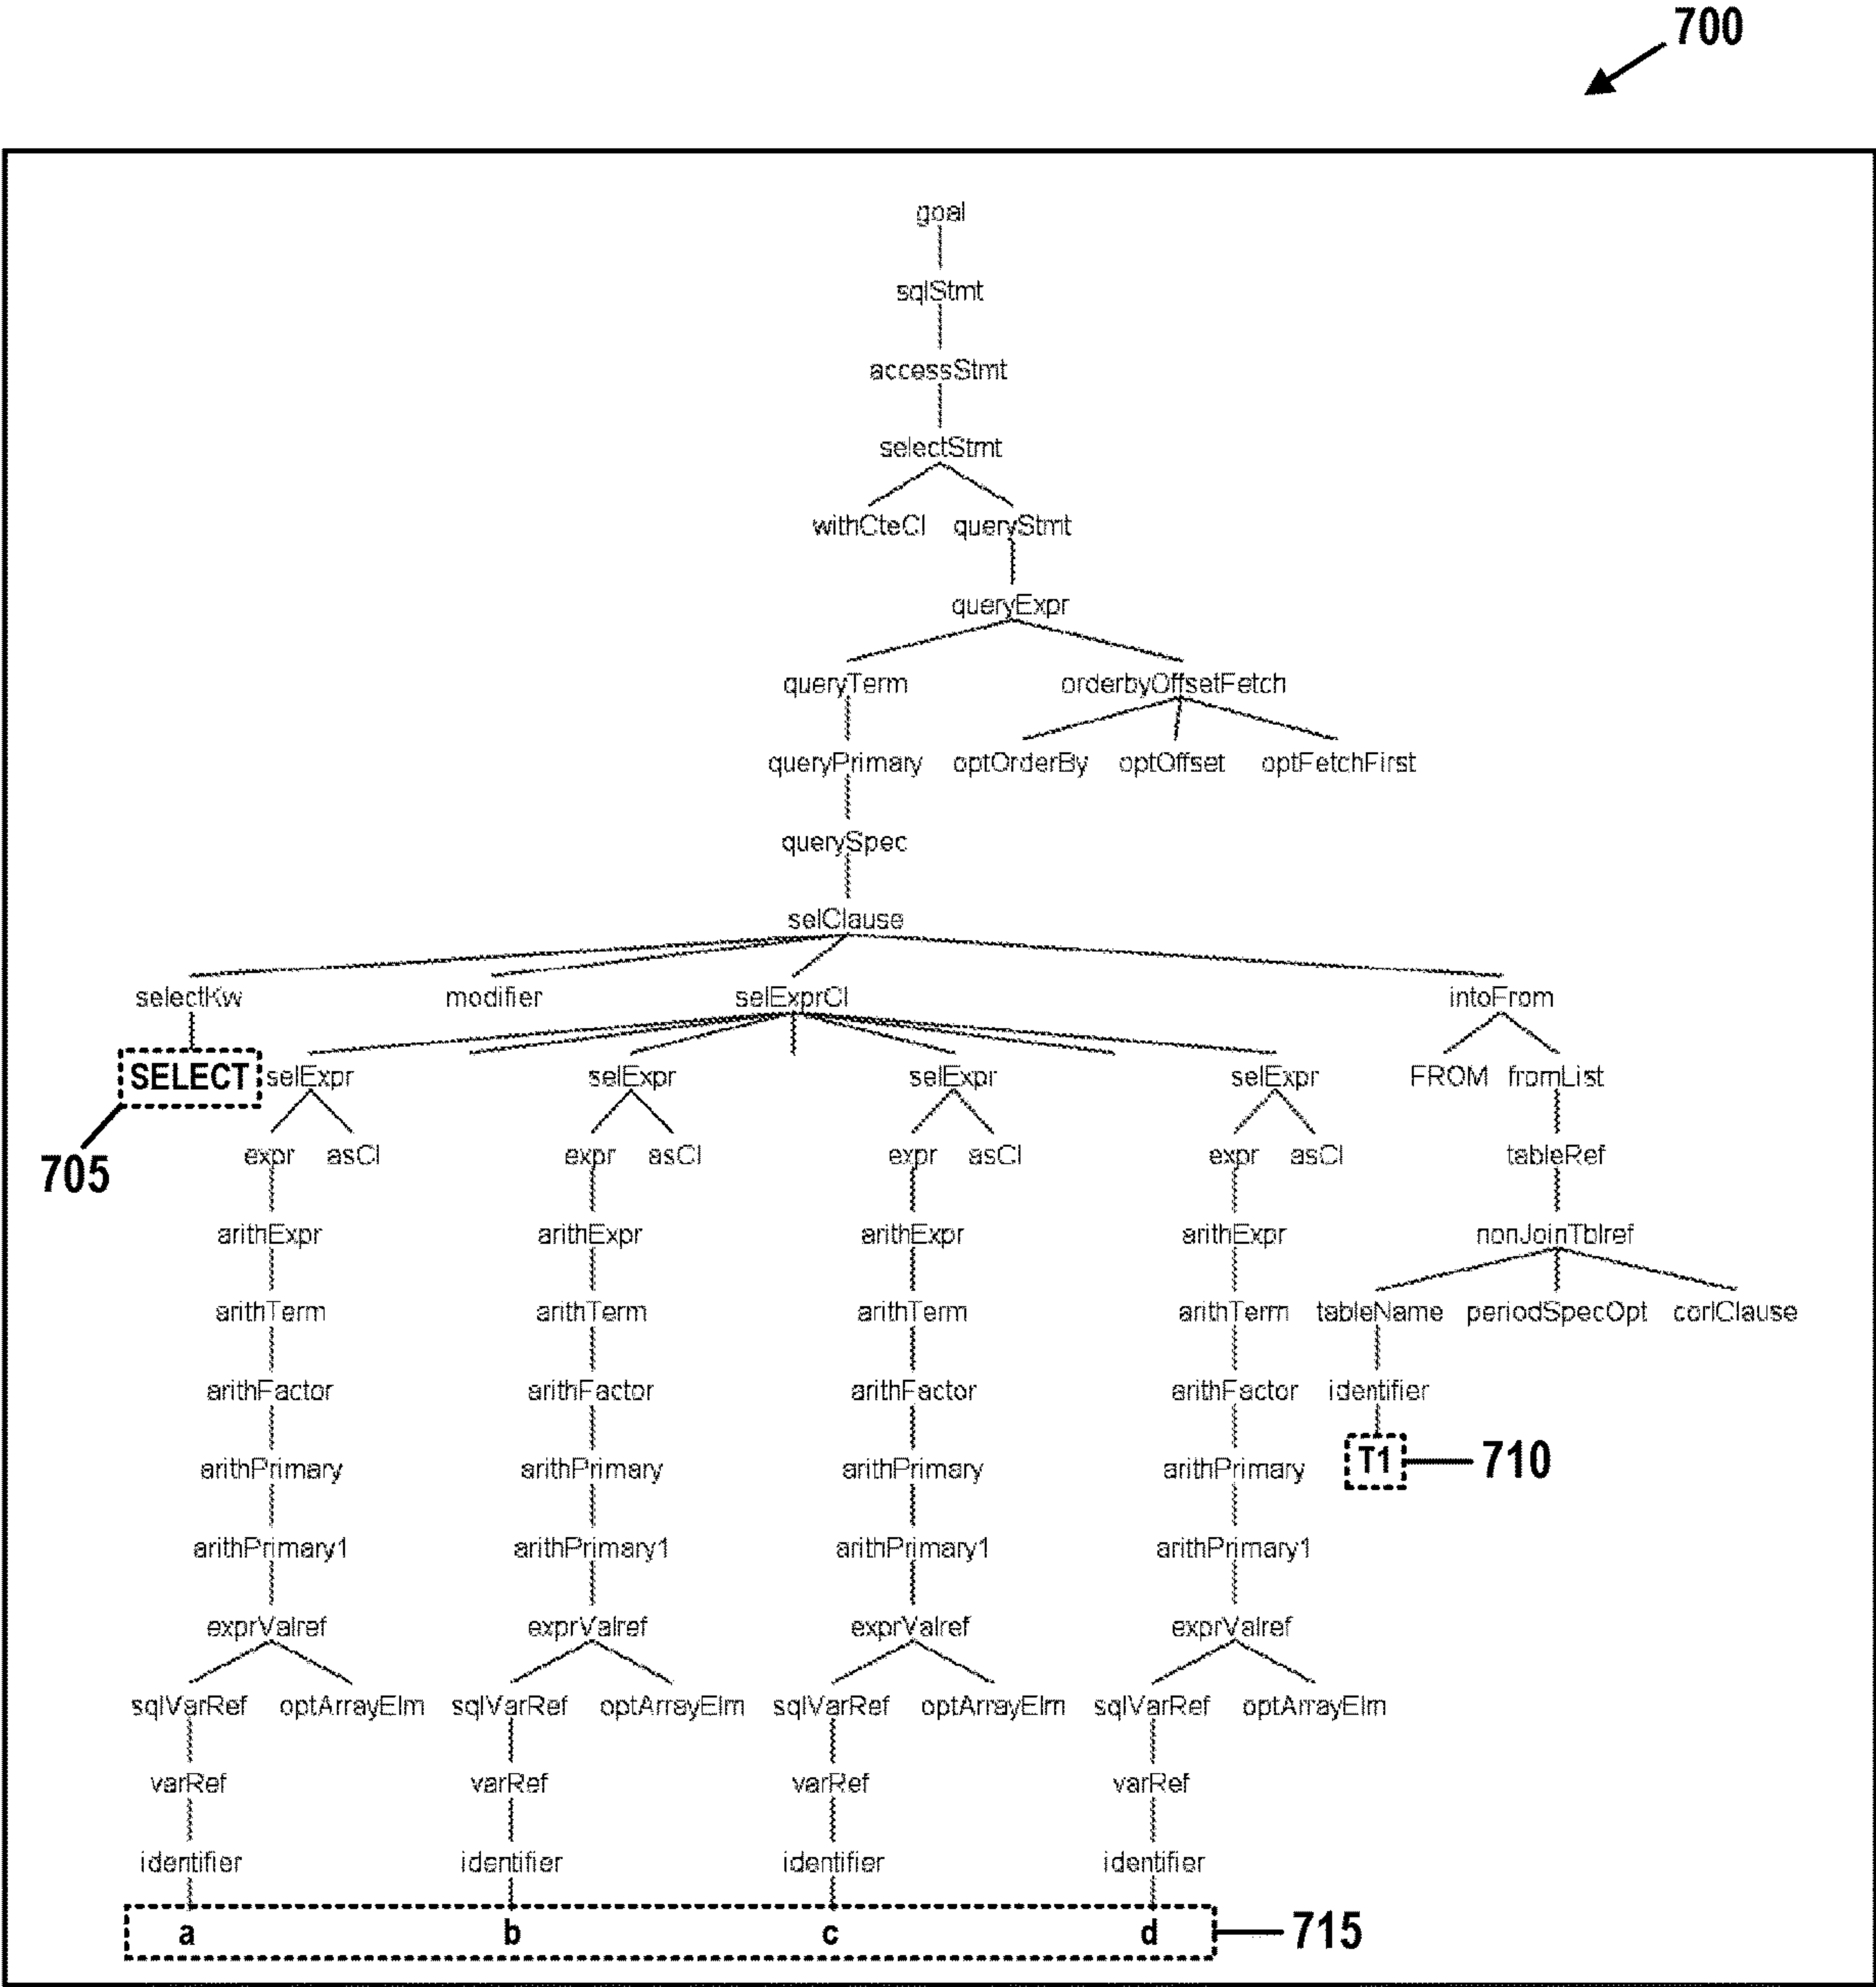 700
goal
sqlStmt
accessStmt
selectStmt
withCteCl queryStmt
queryExpr
queryTerm orderbyOffsetFetch
queryPrimary optOrderBy optOffset optFetchFirst
querySpec
selClause
selectKw modifier selExprCl intoFrom
SELECT selExpr selExpr selExpr selExpr FROM fromList
705 expr asCl expr asCl expr asCl expr asCl tableRef
arithExpr arithExpr arithExpr arithExpr nonJoinTblref
arithTerm arithTerm arithTerm arithTerm tableName periodSpecOpt corlClause
arithFactor arithFactor arithFactor arithFactor identifier
arithPrimary arithPrimary arithPrimary arithPrimary T1 710
arithPrimary1 arithPrimary1 arithPrimary1 arithPrimary1
exprValref exprValref exprValref exprValref
sqlVarRef optArrayElm sqlVarRef optArrayElm sqlVarRef optArrayElm sqlVarRef optArrayElm
varRef varRef varRef varRef
identifier identifier identifier identifier
a b c d 715